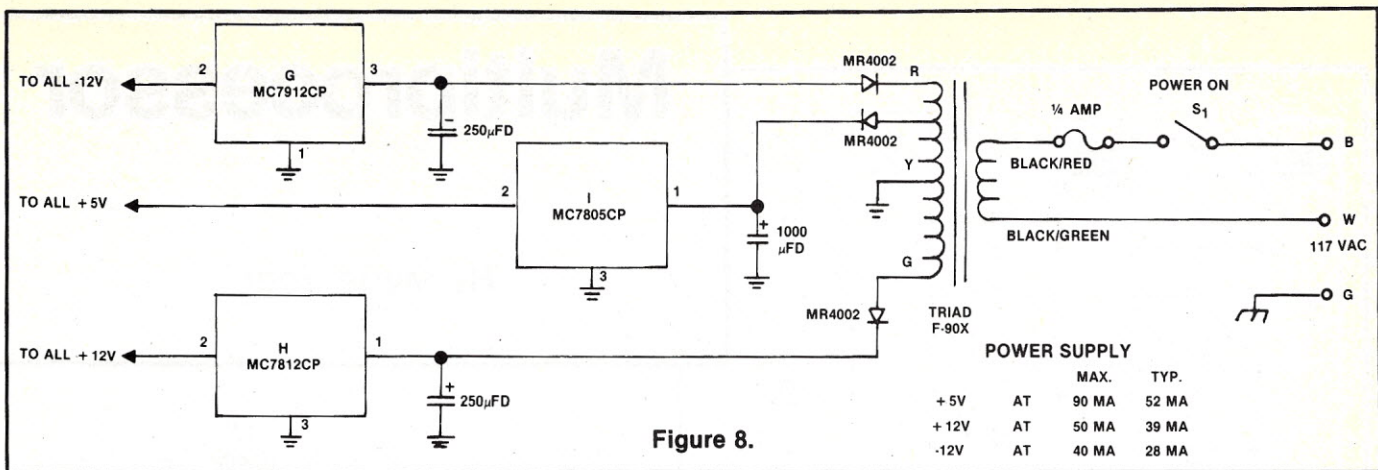 Multiprocessor
TO ALL -12V
2
G
MC7912CP
3
1
−
250µFD
MR4002
R
MR4002
Y
¼ AMP
POWER ON
S1
B
BLACK/RED
TO ALL +5V
2
I
MC7805CP
1
3
+
1000
µFD
G
BLACK/GREEN
W
117 VAC
G
MR4002
TRIAD
F-90X
TO ALL +12V
2
H
MC7812CP
1
3
+
250µFD
Figure 8.
POWER SUPPLY
MAX. TYP.
+5V AT 90 MA 52 MA
+12V AT 50 MA 39 MA
-12V AT 40 MA 28 MA